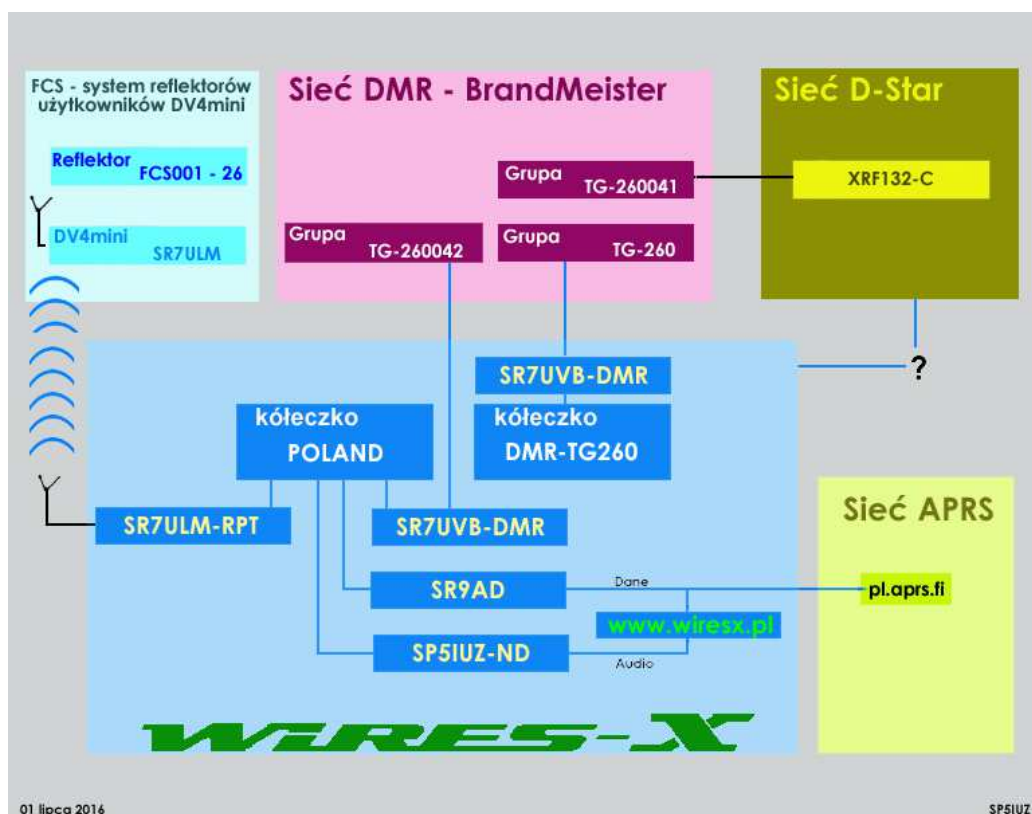 FCS - system reflektorów
użytkowników DV4mini
Reflektor
FCS001 - 26
DV4mini
SR7ULM
Sieć DMR - BrandMeister
Grupa
TG-260041
Grupa
TG-260042
Grupa
TG-260
Sieć D-Star
XRF132-C
?
SR7UVB-DMR
kółeczko
DMR-TG260
kółeczko
POLAND
SR7ULM-RPT
SR7UVB-DMR
SR9AD
Dane
www.wiresx.pl
SP5IUZ-ND
Audio
Sieć APRS
pl.aprs.fi
WiRES-X
01 lipca 2016
SP5IUZ